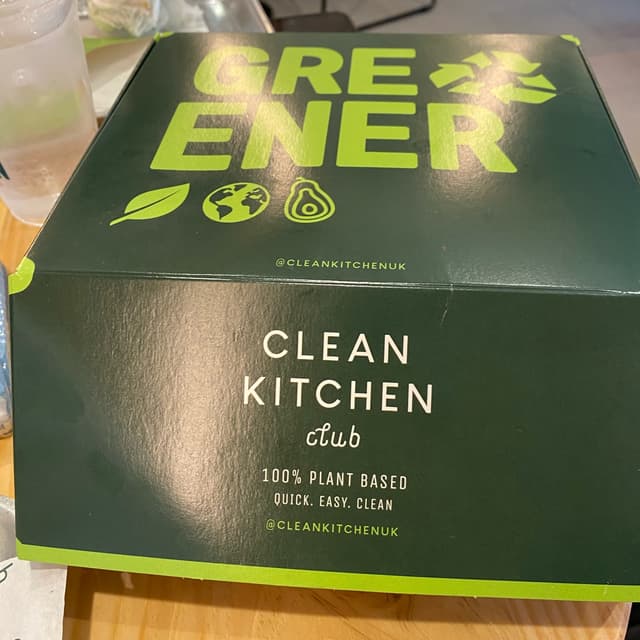 GRE
ENER
@CLEANKITCHENUK
CLEAN
KITCHEN
club
100% PLANT BASED
QUICK. EASY. CLEAN
@CLEANKITCHENUK